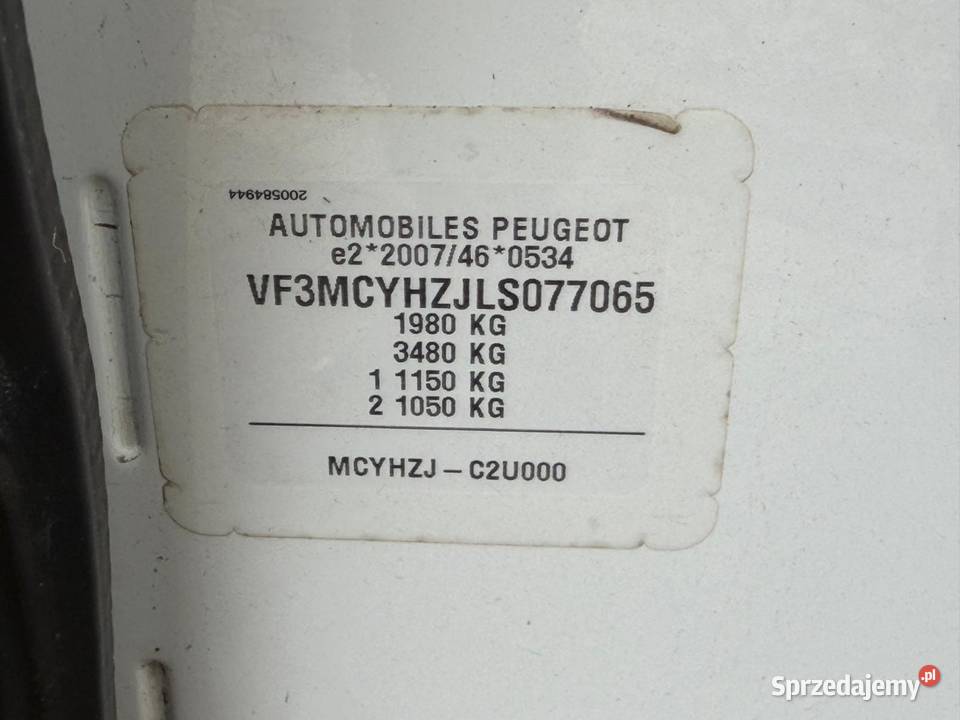 200584944
AUTOMOBILES PEUGEOT
e2*2007/46*0534
VF3MCYHZJLS077065
1980 KG
3480 KG
1 1150 KG
2 1050 KG
MCYHZJ – C2U000
Sprzedajemy.pl